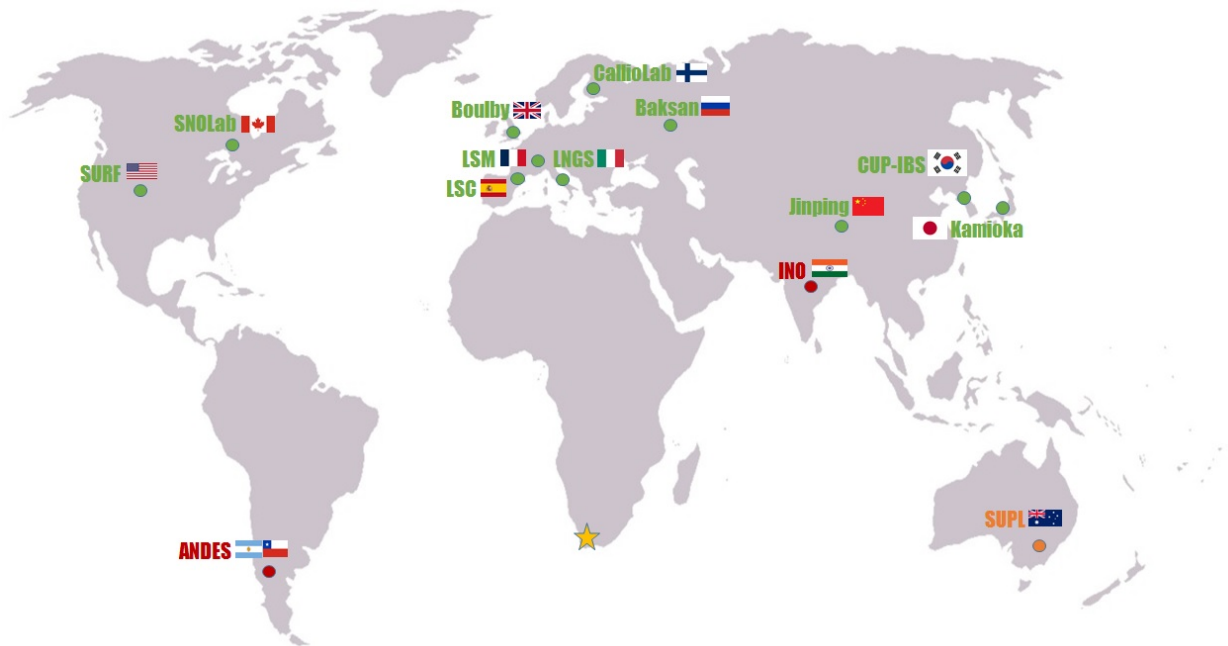 CallioLab
Boulby
Baksan
SNOLab
LSM
LNGS
CUP-IBS
SURF
LSC
Jinping
Kamioka
INO
SUPL
ANDES